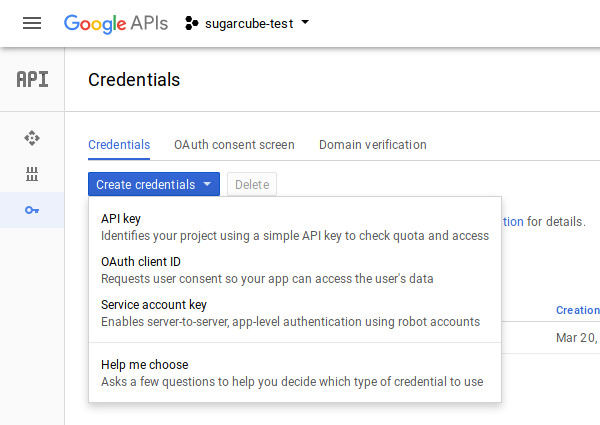 Google APIs sugarcube-test
API Credentials
Credentials OAuth consent screen Domain verification
Create credentials Delete
API key
Identifies your project using a simple API key to check quota and access
for details.
OAuth client ID
Requests user consent so your app can access the user's data
Service account key
Creation
Enables server-to-server, app-level authentication using robot accounts
Mar 20,
Help me choose
Asks a few questions to help you decide which type of credential to use